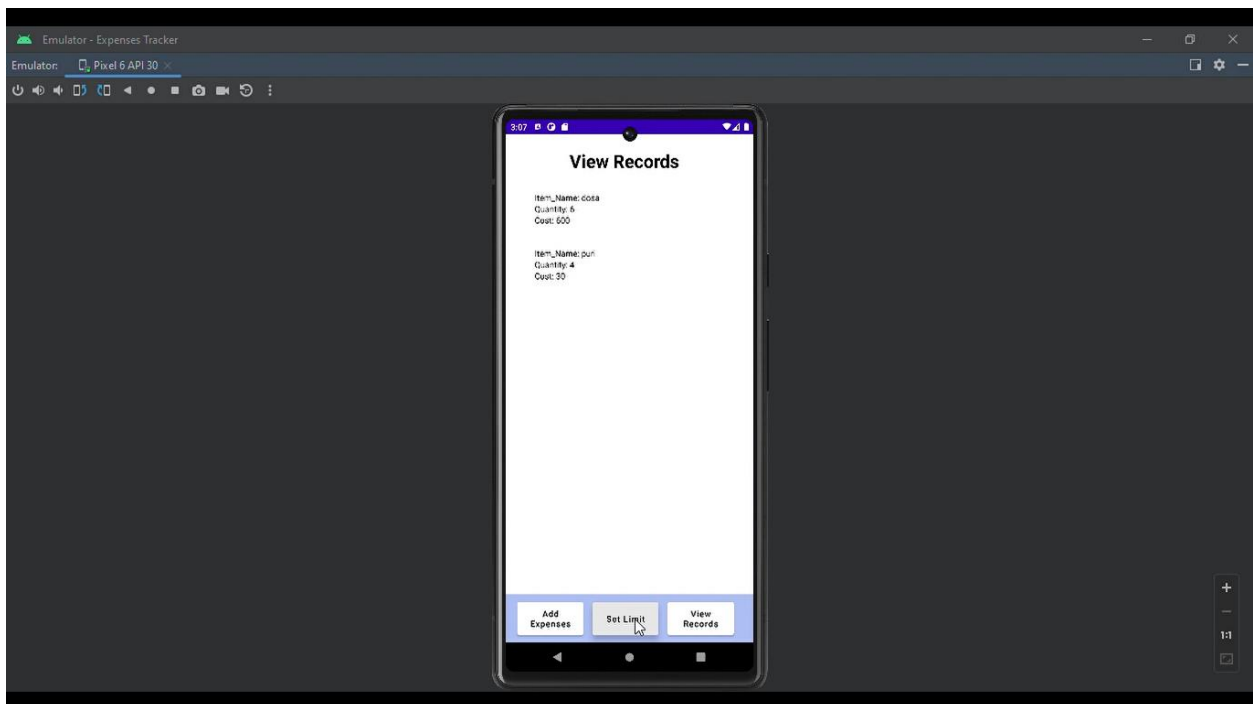 Emulator - Expenses Tracker
Emulator: Pixel 6 API 30
3:07
View Records
Item_Name: dosa
Quantity: 6
Cost: 600
Item_Name: puri
Quantity: 4
Cost: 30
Add
Expenses
Set Limit
View
Records
1:1